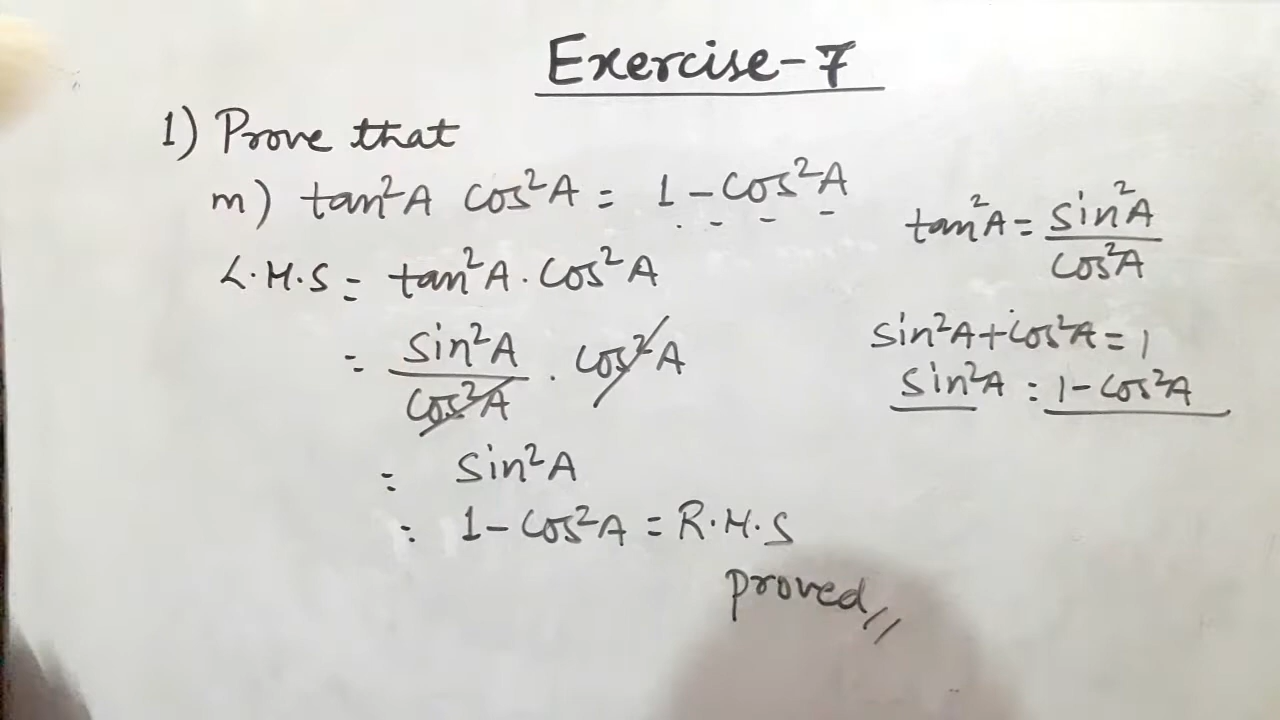 Exercise-7
1) Prove that
m) tan²A cos²A = 1 - cos²A
L.H.S = tan²A . cos²A
= sin²A / cos²A . cos²A
= sin²A
= 1 - cos²A = R.H.S
proved //
tan²A = sin²A / cos²A
sin²A + cos²A = 1
sin²A = 1 - cos²A